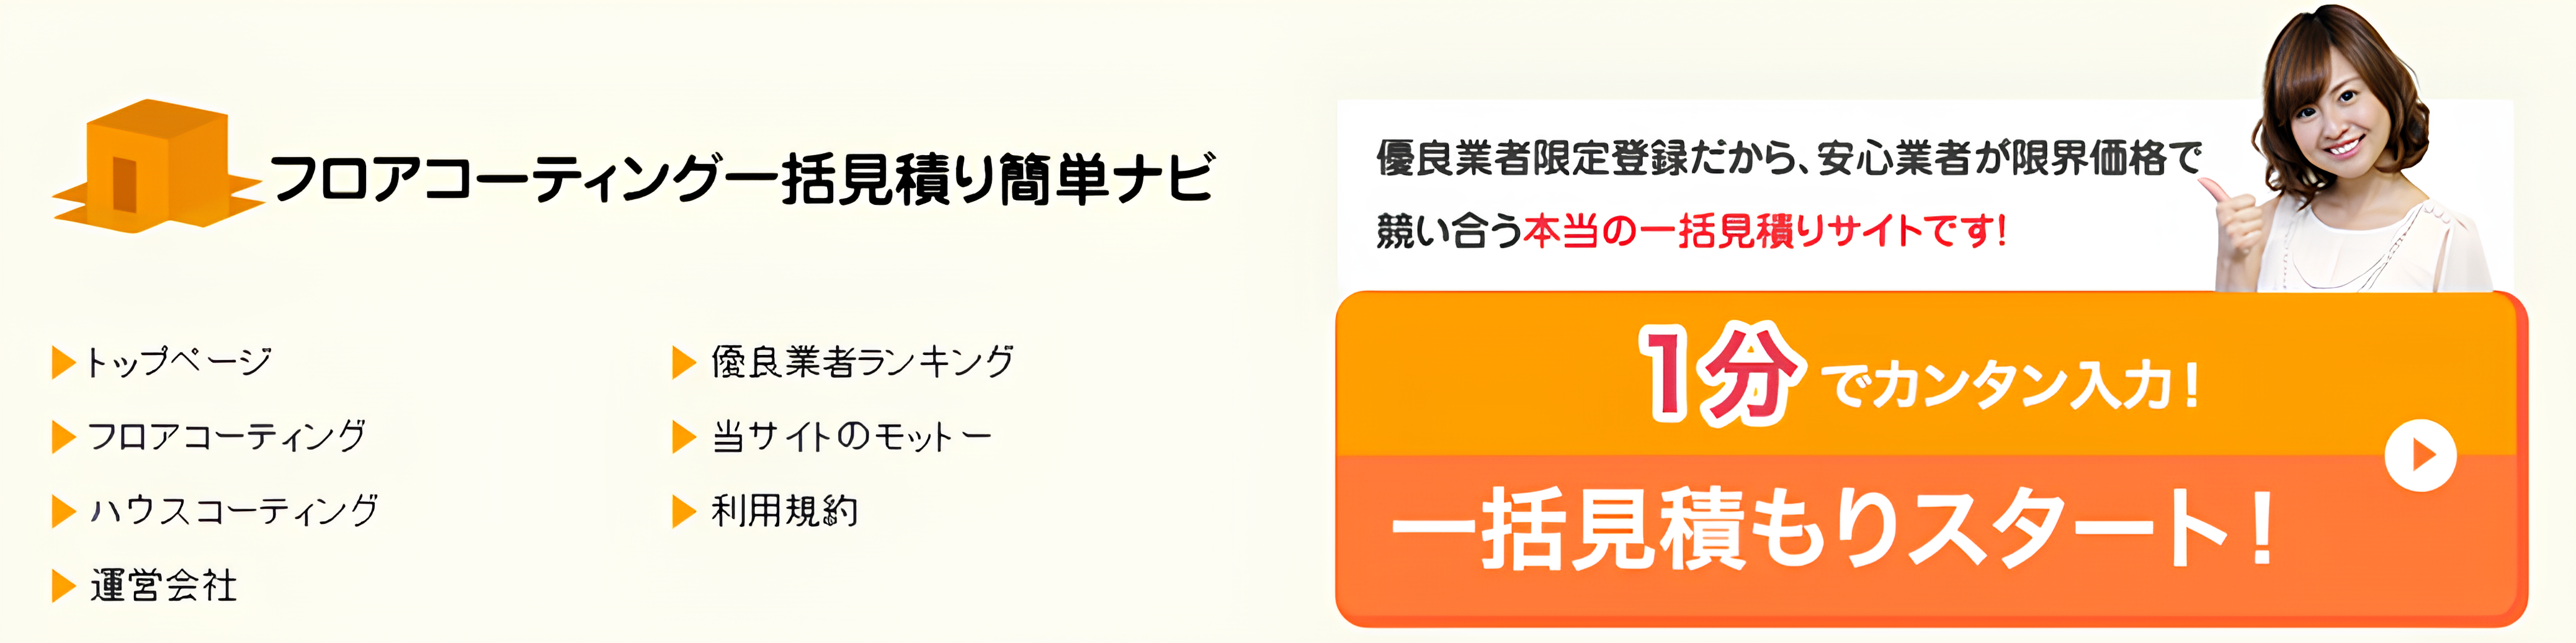 フロアコーティング一括見積り簡単ナビ
トップページ
フロアコーティング
ハウスコーティング
運営会社
優良業者ランキング
当サイトのモットー
利用規約
優良業者限定登録だから、安心業者が限界価格で
競い合う本当の一括見積りサイトです!
1分でカンタン入力!
一括見積もりスタート!